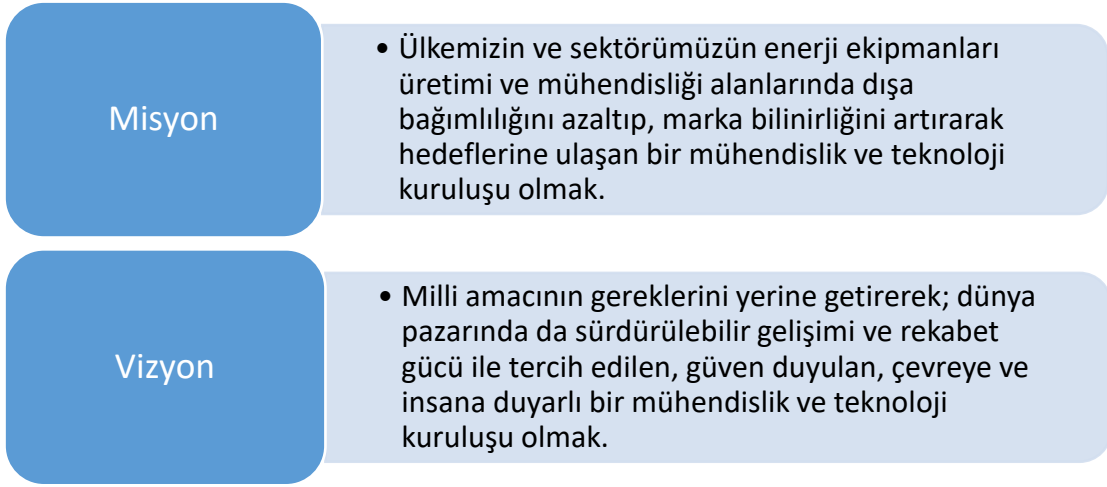 Misyon
• Ülkemizin ve sektörümüzün enerji ekipmanları
üretimi ve mühendisliği alanlarında dışa
bağımlılığını azaltıp, marka bilinirliğini artırarak
hedeflerine ulaşan bir mühendislik ve teknoloji
kuruluşu olmak.
Vizyon
• Milli amacının gereklerini yerine getirerek; dünya
pazarında da sürdürülebilir gelişimi ve rekabet
gücü ile tercih edilen, güven duyulan, çevreye ve
insana duyarlı bir mühendislik ve teknoloji
kuruluşu olmak.